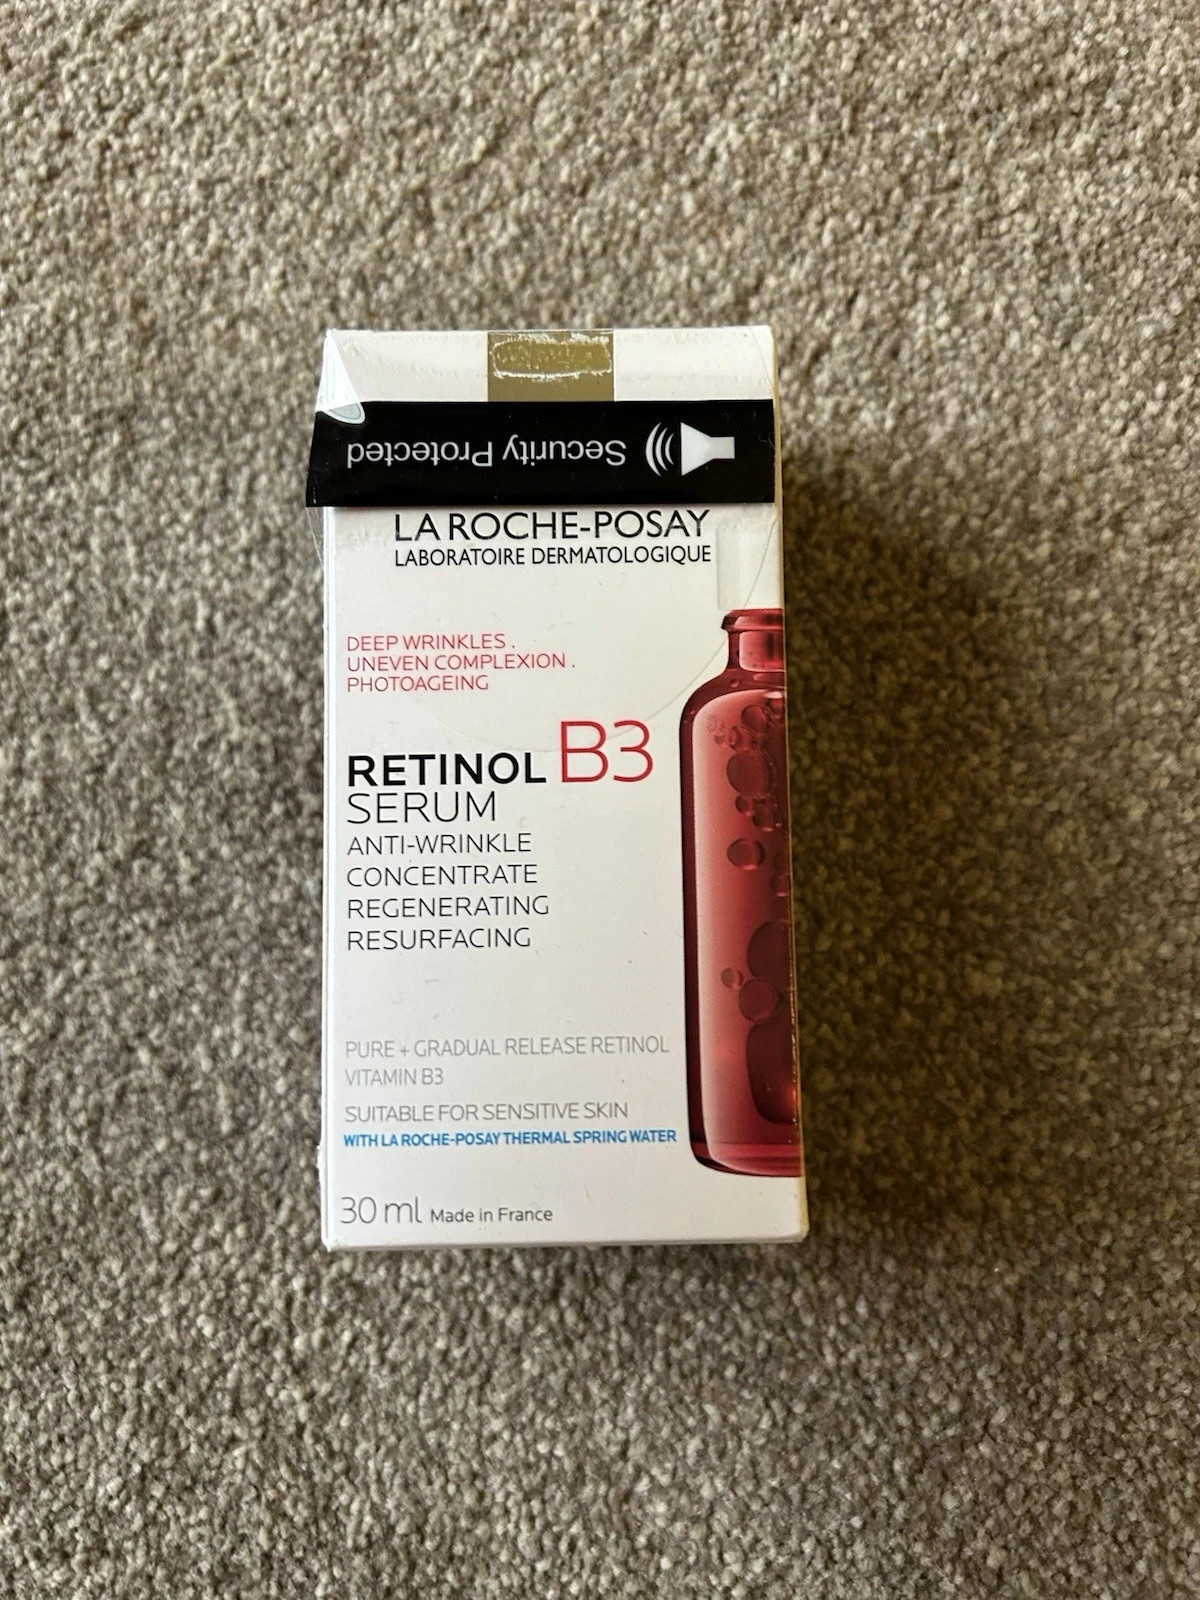 Security Protected
LA ROCHE-POSAY
LABORATOIRE DERMATOLOGIQUE
DEEP WRINKLES .
UNEVEN COMPLEXION .
PHOTOAGEING
RETINOL B3
SERUM
ANTI-WRINKLE
CONCENTRATE
REGENERATING
RESURFACING
PURE + GRADUAL RELEASE RETINOL
VITAMIN B3
SUITABLE FOR SENSITIVE SKIN
WITH LA ROCHE-POSAY THERMAL SPRING WATER
30 ml Made in France